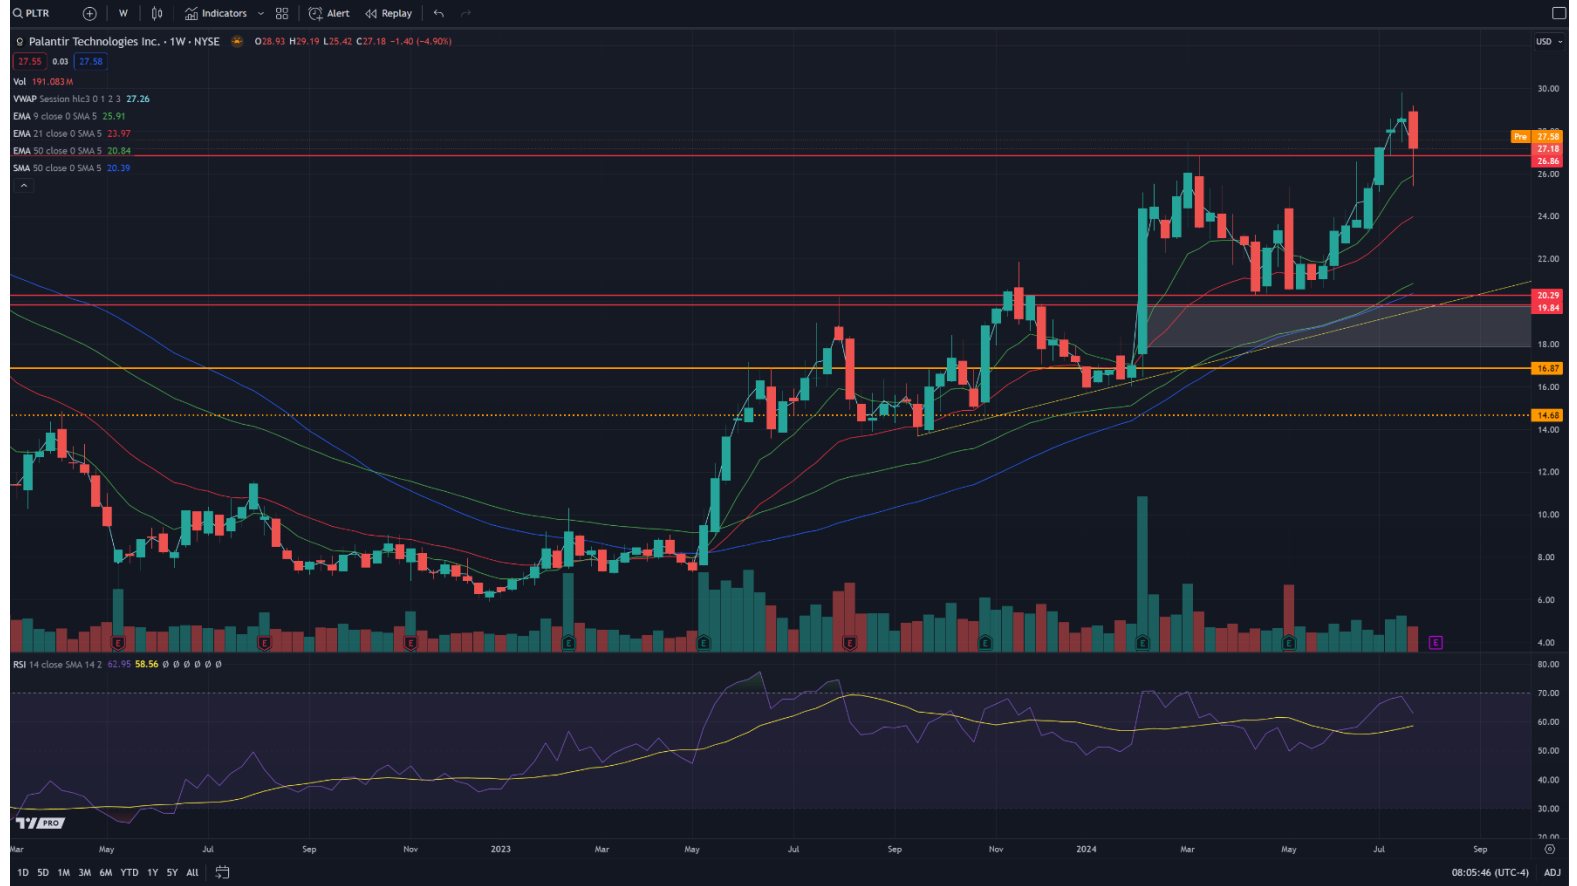 PLTR W Indicators Alert Replay
Palantir Technologies Inc. · 1W · NYSE O28.93 H29.19 L25.42 C27.18 −1.40 (−4.90%) USD
27.55 0.03 27.58
Vol 191.083M
VWAP Session hlc3 0 1 2 3 27.26
EMA 9 close 0 SMA 5 25.91
EMA 21 close 0 SMA 5 23.97
EMA 50 close 0 SMA 5 20.84
SMA 50 close 0 SMA 5 20.39
30.00
Pre 27.58
27.18
26.86
26.00
24.00
22.00
20.29
19.84
18.00
16.87
16.00
14.68
14.00
12.00
10.00
8.00
6.00
4.00
E E E E E E E E E E
RSI 14 close SMA 14 2 62.95 58.56 Ø Ø Ø Ø Ø Ø
80.00
70.00
60.00
50.00
40.00
30.00
20.00
PRO
Mar May Jul Sep Nov 2023 Mar May Jul Sep Nov 2024 Mar May Jul Sep
1D 5D 1M 3M 6M YTD 1Y 5Y All 08:05:46 (UTC-4) ADJ